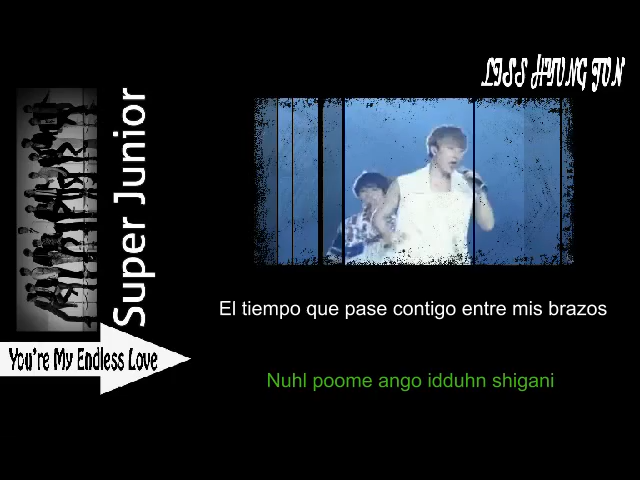 LISS HYUNG JUN
Super Junior
El tiempo que pase contigo entre mis brazos
You're My Endless Love
Nuhl poome ango idduhn shigani